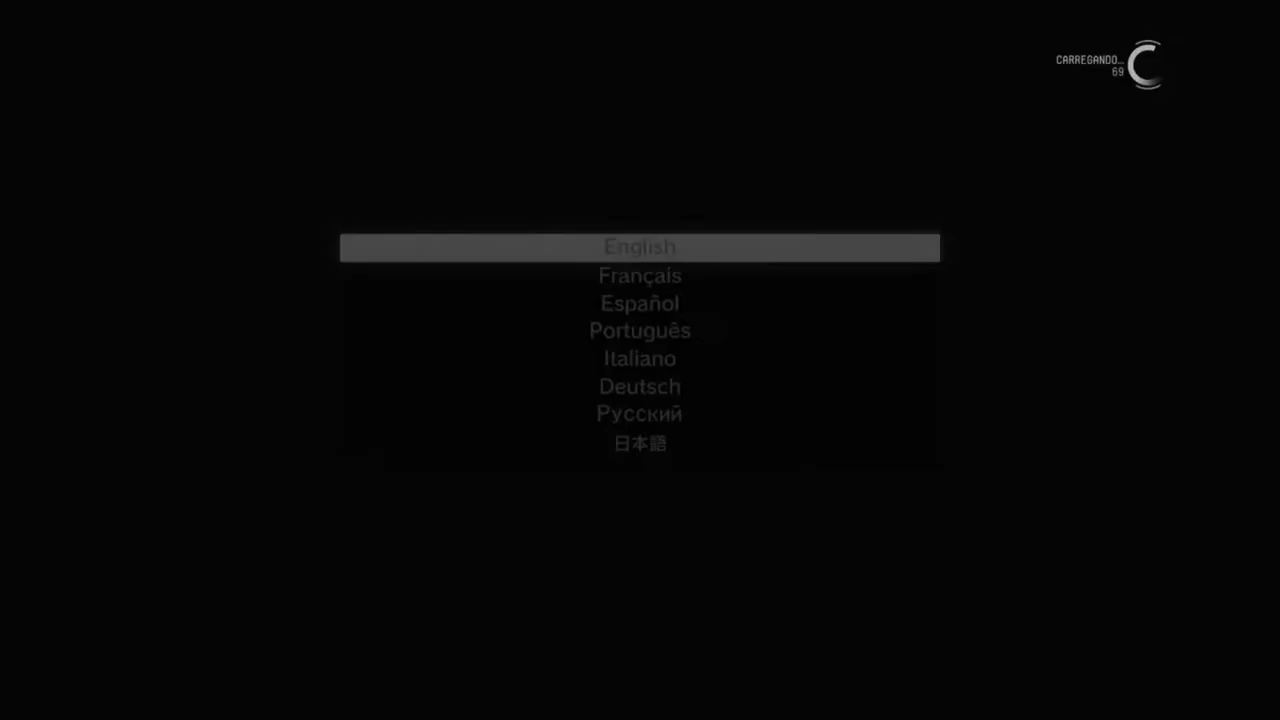 CARREGANDO...
69
English
Français
Español
Português
Italiano
Deutsch
Русский
日本語